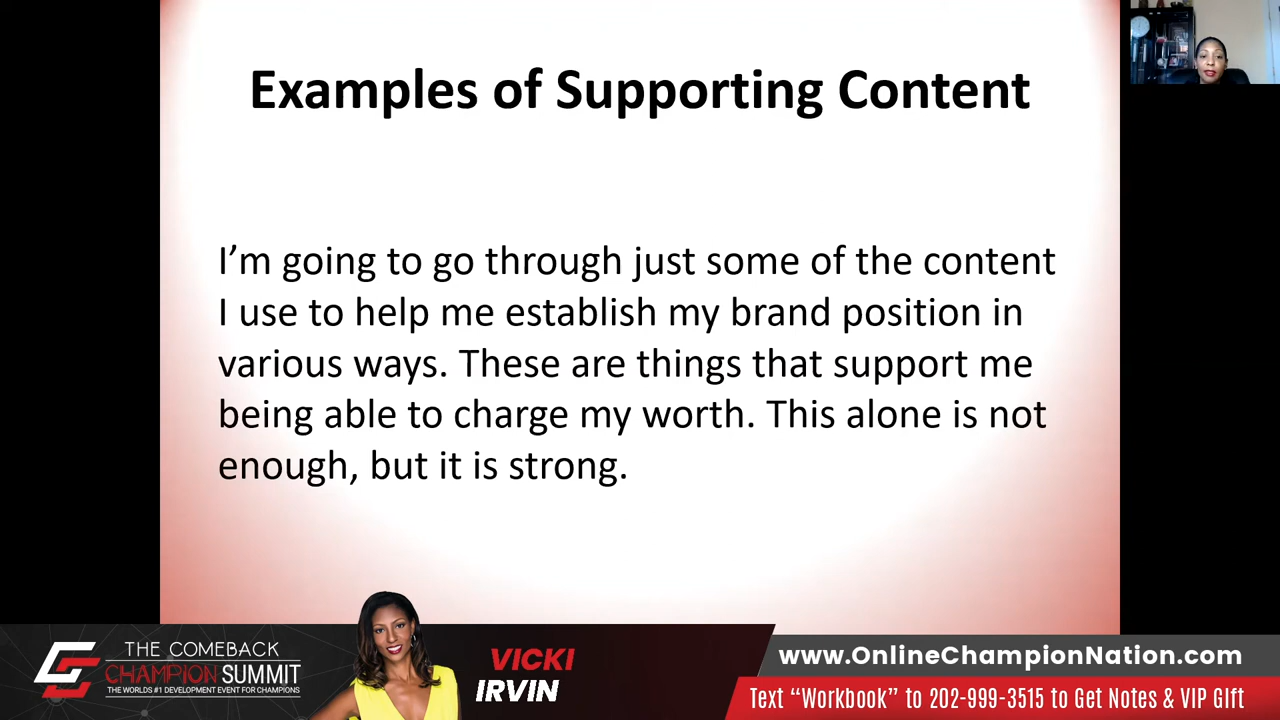 Examples of Supporting Content
I’m going to go through just some of the content
I use to help me establish my brand position in
various ways. These are things that support me
being able to charge my worth. This alone is not
enough, but it is strong.
THE COMEBACK
CHAMPION SUMMIT
THE WORLDS #1 DEVELOPMENT EVENT FOR CHAMPIONS
VICKI
IRVIN
www.OnlineChampionNation.com
Text “Workbook” to 202-999-3515 to Get Notes & VIP GIft